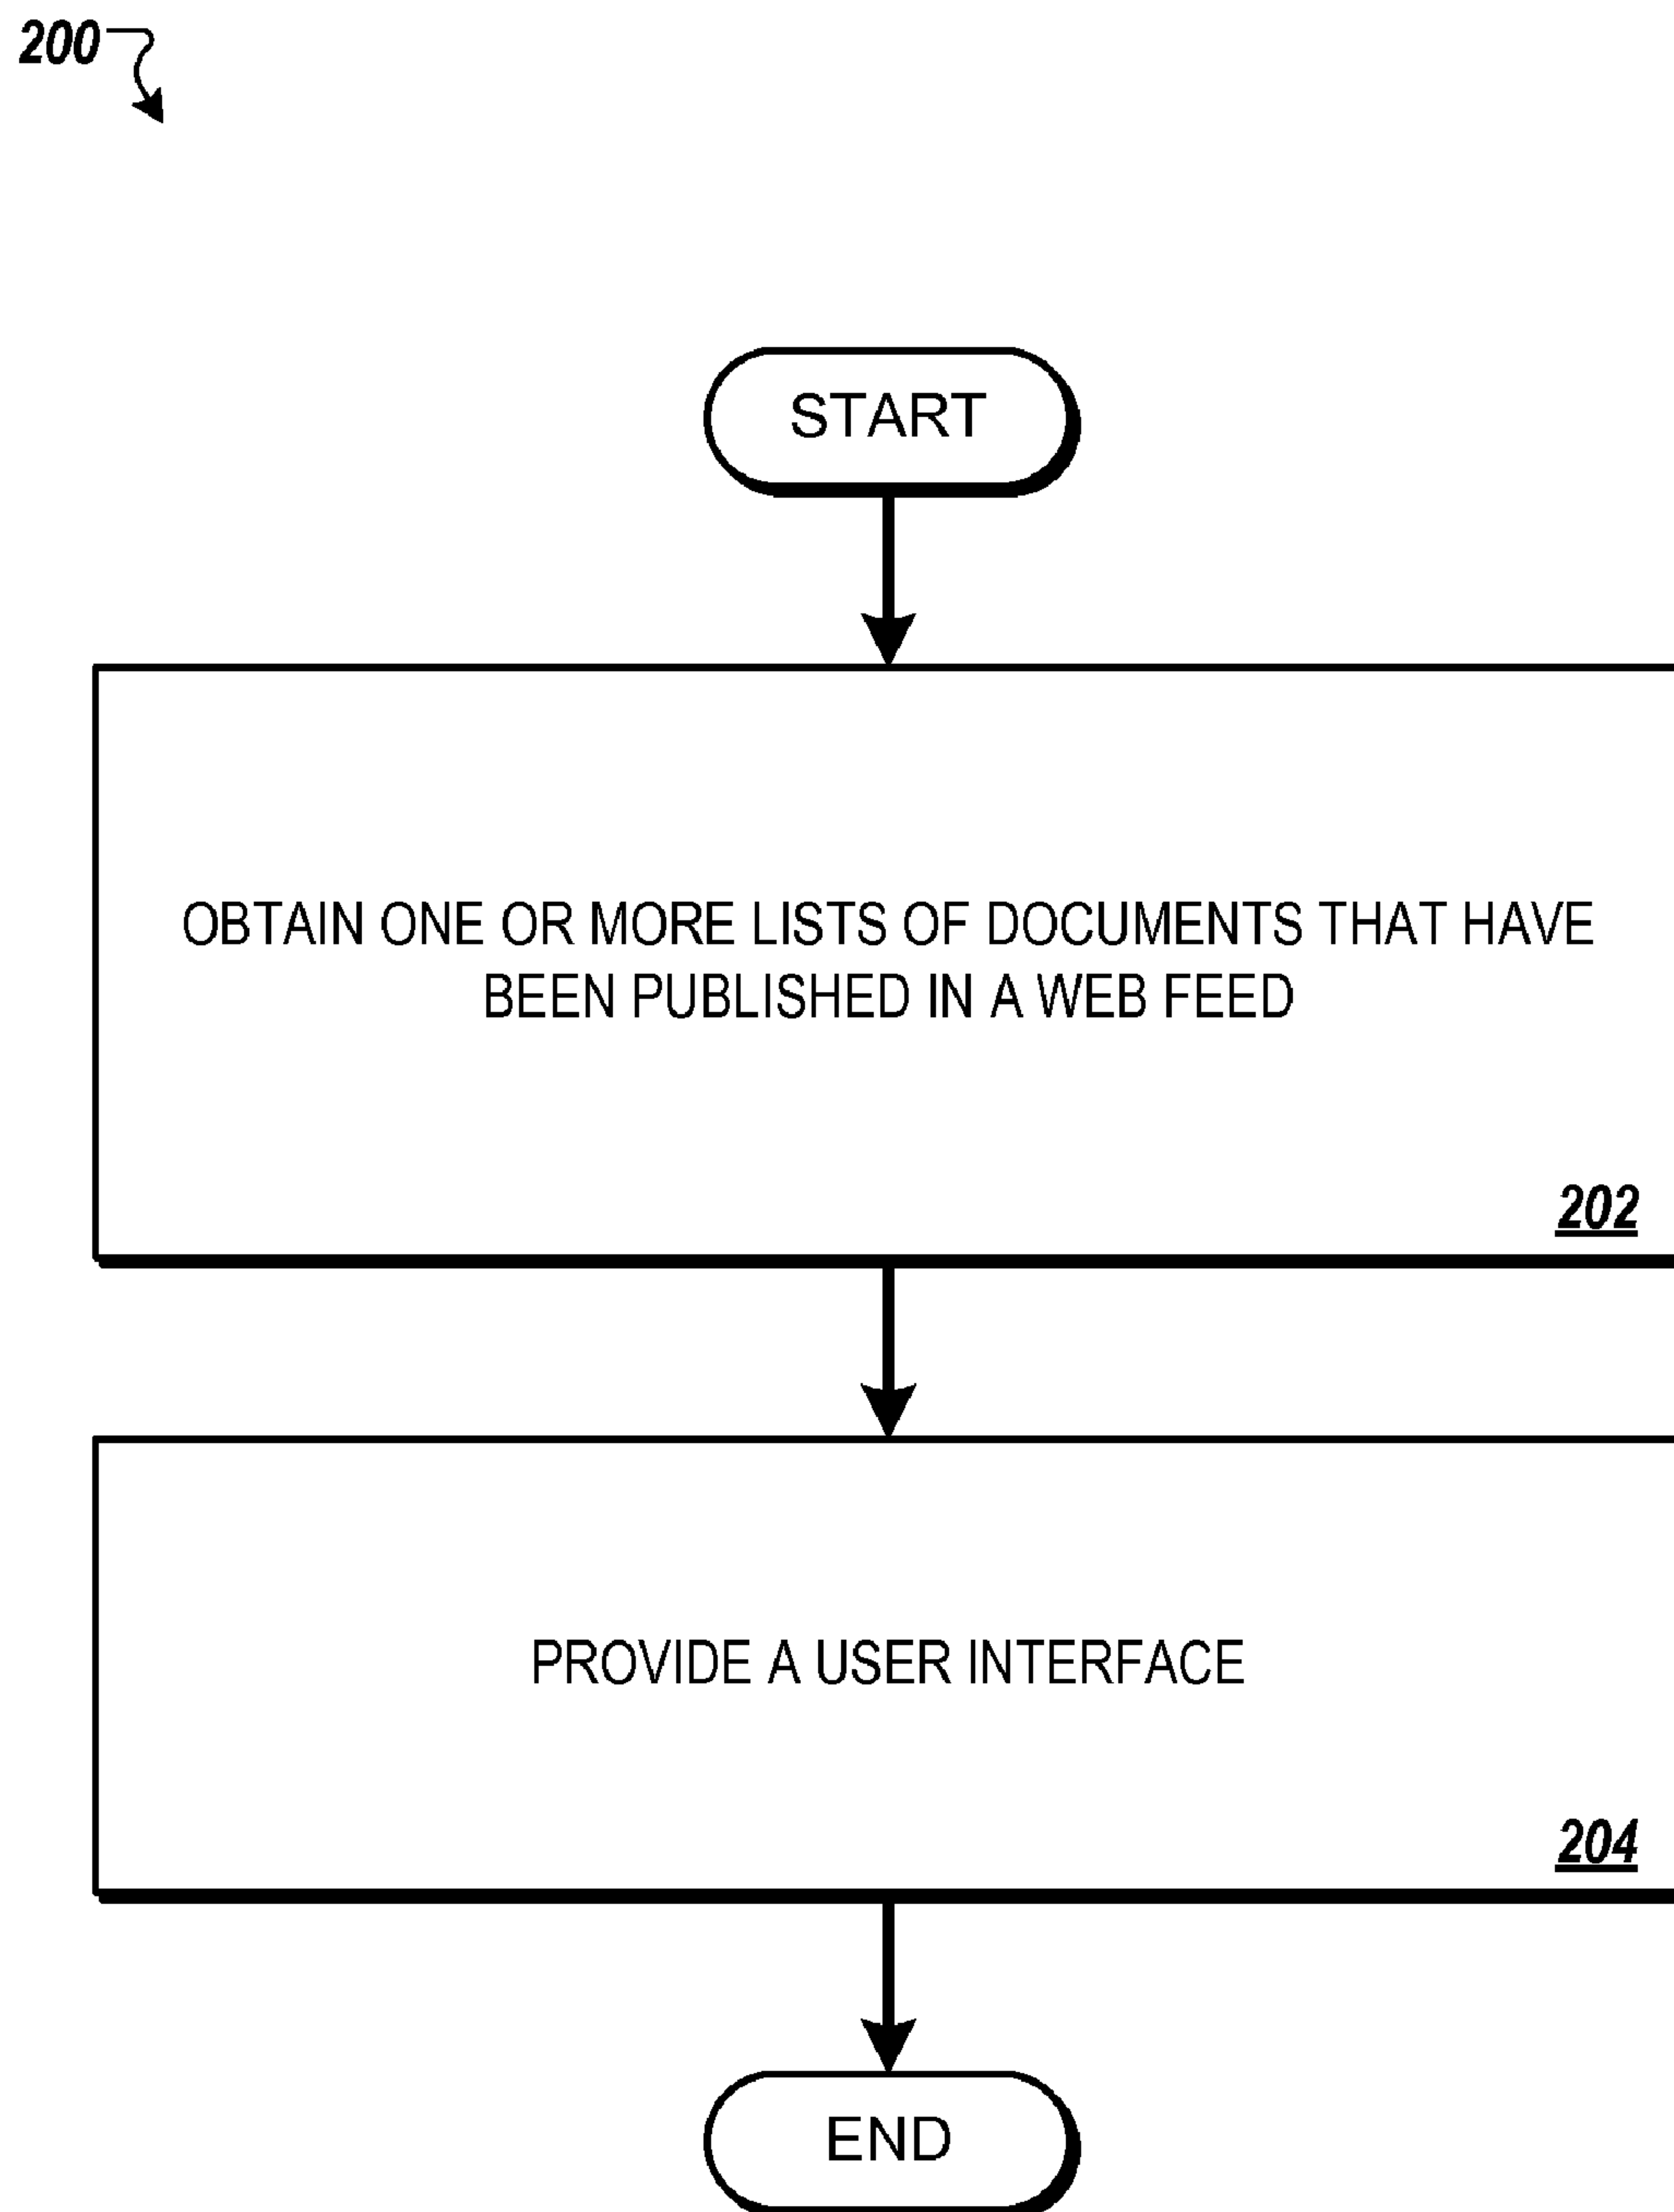 200
START
OBTAIN ONE OR MORE LISTS OF DOCUMENTS THAT HAVE
BEEN PUBLISHED IN A WEB FEED
202
PROVIDE A USER INTERFACE
204
END